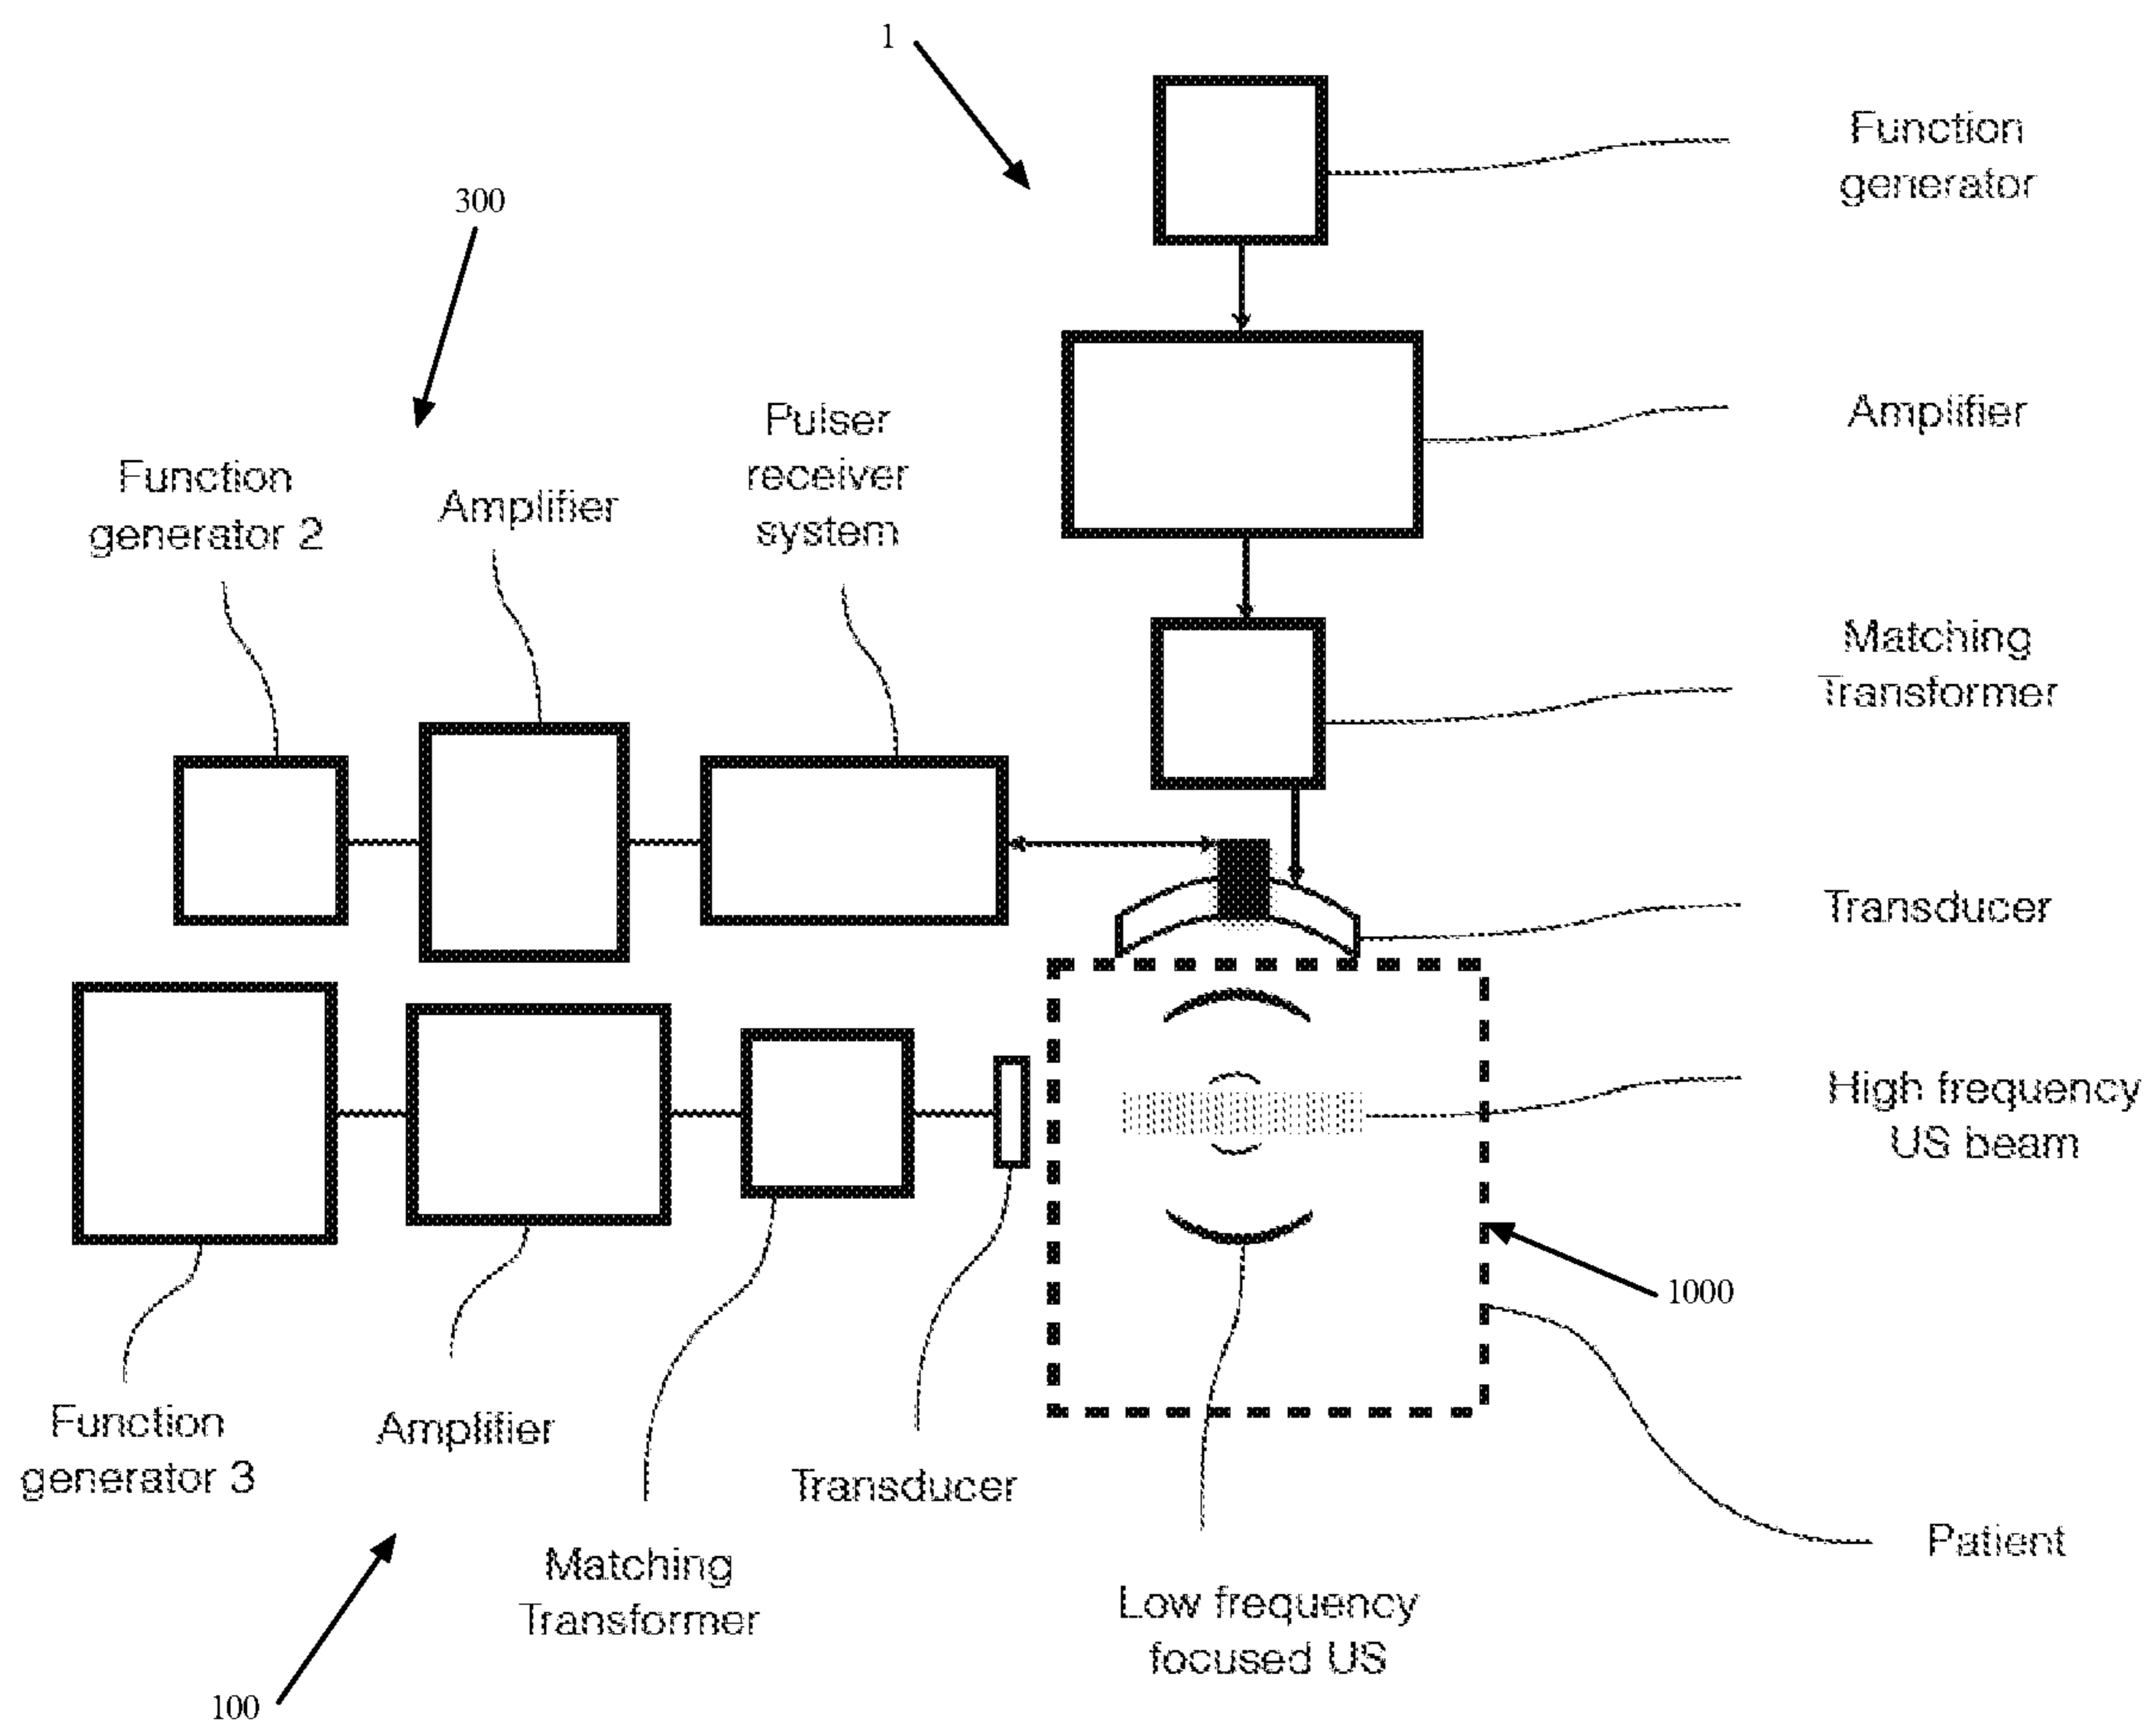 1
Function
generator
300
Amplifier
Pulser
receiver
system
Function
generator 2
Amplifier
Matching
Transformer
Transducer
High frequency
US beam
1000
Function
generator 3
Amplifier
Transducer
Patient
Matching
Transformer
Low frequency
focused US
100